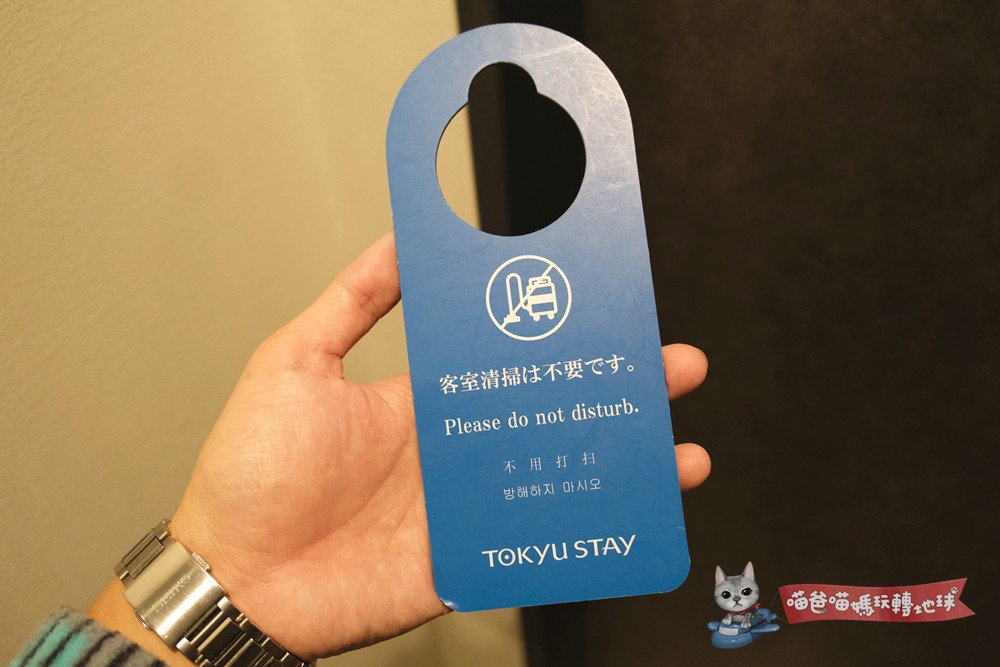 客室清掃は不要です。
Please do not disturb.
不用打扫
방해하지 마시오
TOKYU STAY
喵爸喵媽玩轉地球